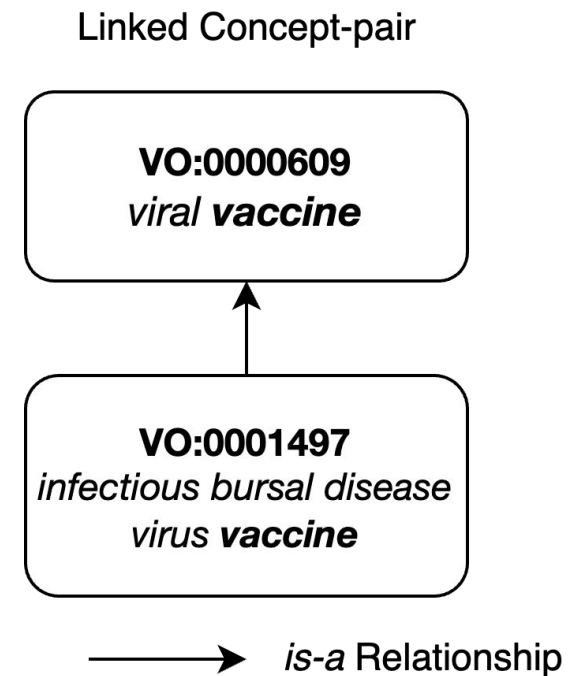 Linked Concept-pair
VO:0000609
viral vaccine
VO:0001497
infectious bursal disease
virus vaccine
is-a Relationship